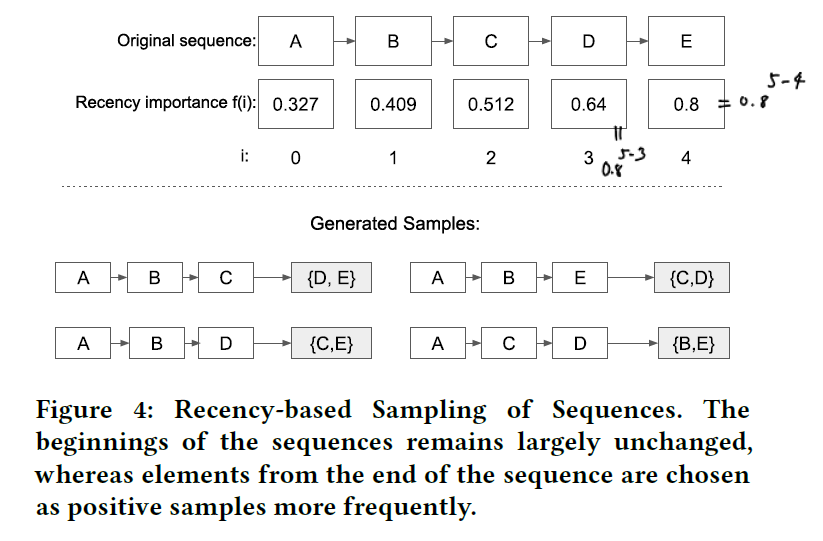 Original sequence: A B C D E
Recency importance f(i): 0.327 0.409 0.512 0.64 0.8 = 0.8^5-4
i: 0 1 2 3 4
|| 0.8^5-3
Generated Samples:
A B C {D, E} A B E {C,D}
A B D {C,E} A C D {B,E}
Figure 4: Recency-based Sampling of Sequences. The
beginnings of the sequences remains largely unchanged,
whereas elements from the end of the sequence are chosen
as positive samples more frequently.